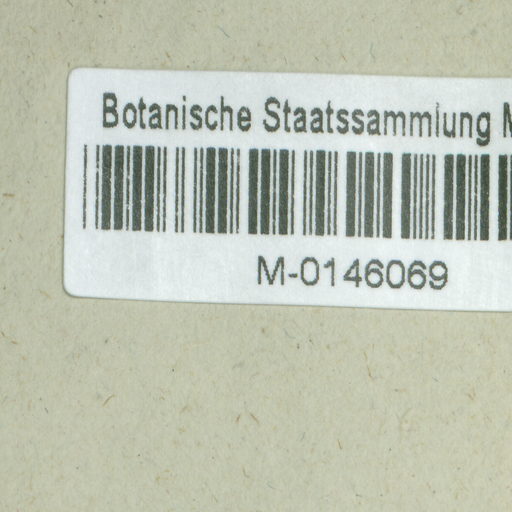 Botanische Staatssammlung
M-0146069